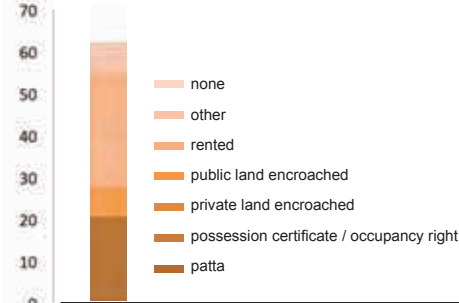 70
60
50
40
30
20
10
0
none
other
rented
public land encroached
private land encroached
possession certificate / occupancy right
patta